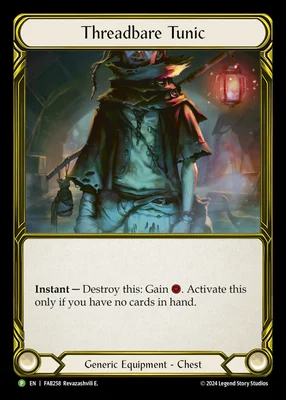 Threadbare Tunic
Instant — Destroy this: Gain . Activate this
only if you have no cards in hand.
Generic Equipment - Chest
P EN | FAB258 Revazashvili E. © 2024 Legend Story Studios